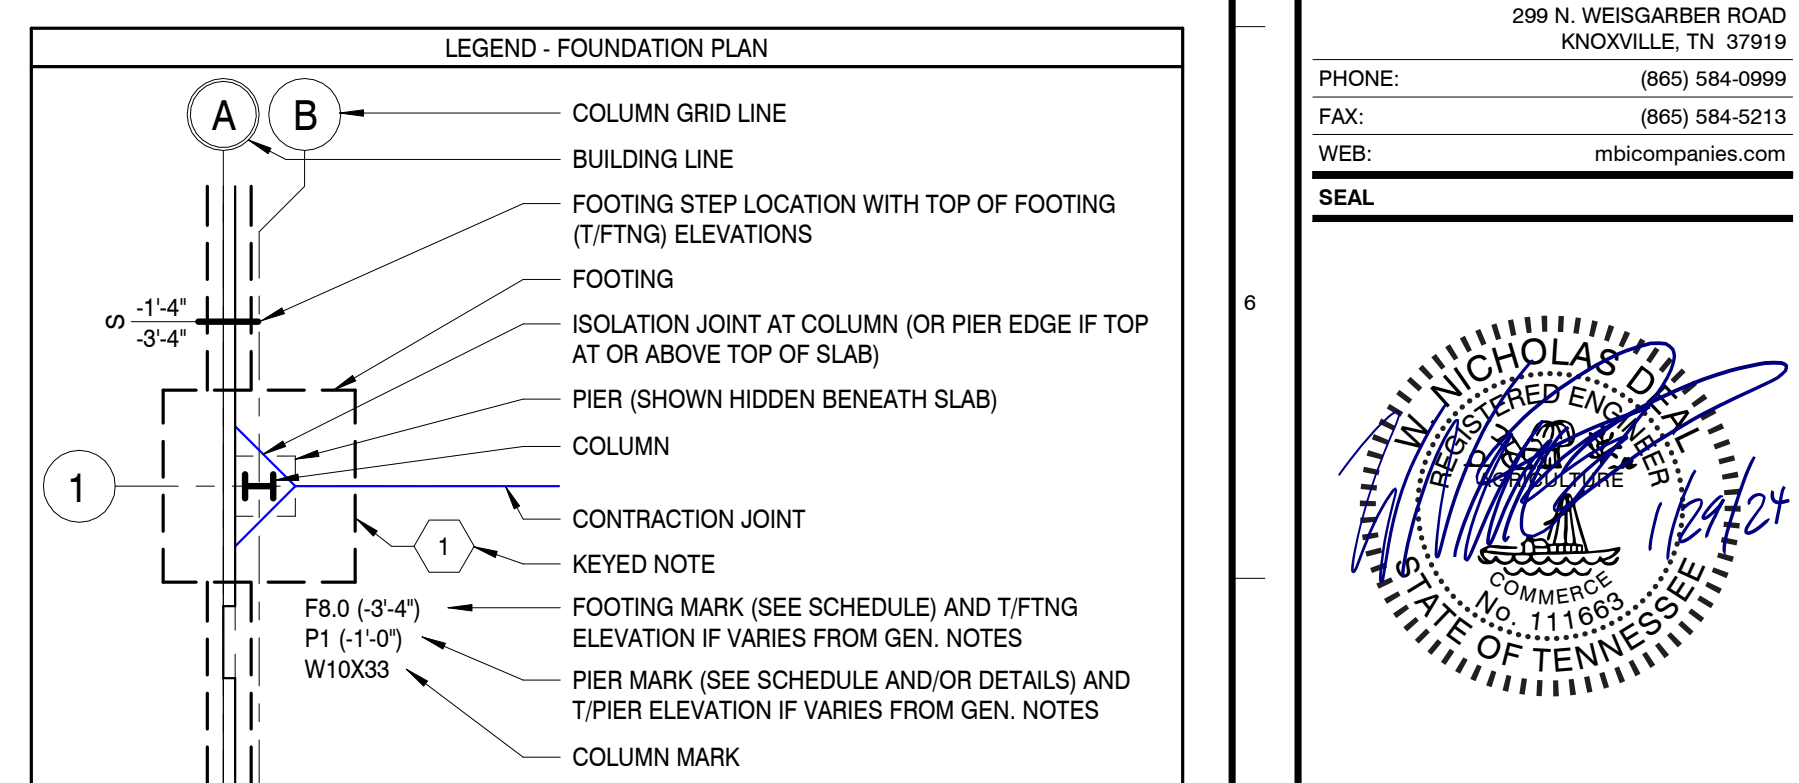 LEGEND - FOUNDATION PLAN
A
B
COLUMN GRID LINE
BUILDING LINE
FOOTING STEP LOCATION WITH TOP OF FOOTING
(T/FTNG) ELEVATIONS
FOOTING
S
-1'-4"
-3'-4"
ISOLATION JOINT AT COLUMN (OR PIER EDGE IF TOP
AT OR ABOVE TOP OF SLAB)
PIER (SHOWN HIDDEN BENEATH SLAB)
COLUMN
1
CONTRACTION JOINT
1
KEYED NOTE
F8.0 (-3'-4")
P1 (-1'-0")
W10X33
FOOTING MARK (SEE SCHEDULE) AND T/FTNG
ELEVATION IF VARIES FROM GEN. NOTES
PIER MARK (SEE SCHEDULE AND/OR DETAILS) AND
T/PIER ELEVATION IF VARIES FROM GEN. NOTES
COLUMN MARK
6
299 N. WEISGARBER ROAD
KNOXVILLE, TN 37919
PHONE: (865) 584-0999
FAX: (865) 584-5213
WEB: mbicompanies.com
SEAL
W. NICHOLAS DEAL
REGISTERED ENGINEER
AGRICULTURE
1/29/24
COMMERCE
No. 111663
STATE OF TENNESSEE